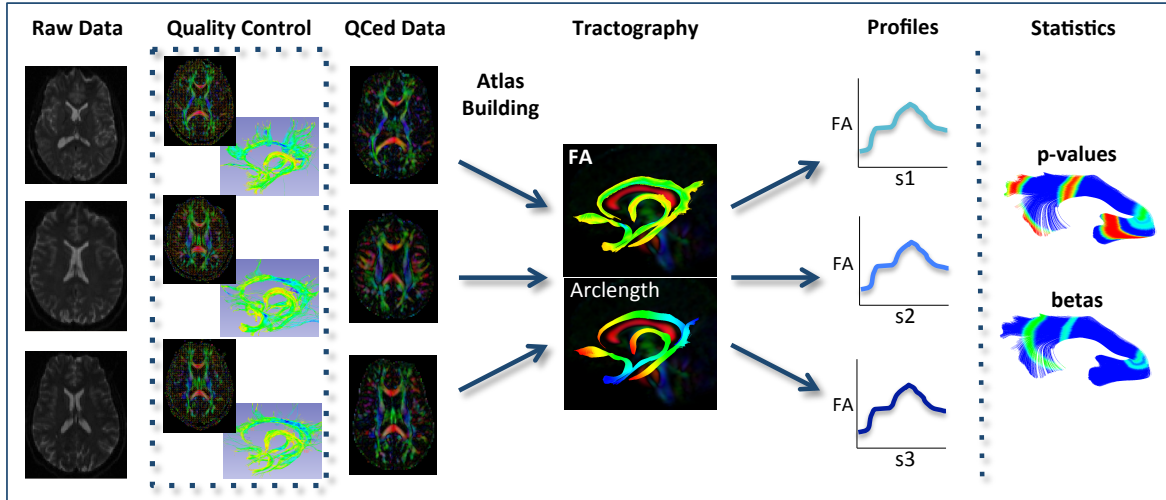 Raw Data
Quality Control
QCed Data
Tractography
Profiles
Statistics
Atlas
Building
FA
Arclength
FA
s1
FA
s2
FA
s3
p-values
betas